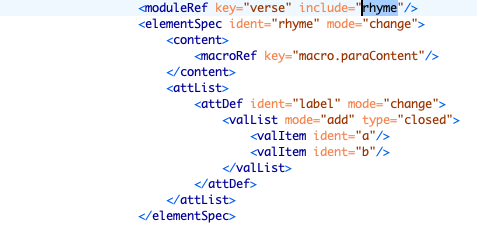 <moduleRef key="verse" include="rhyme"/>
<elementSpec ident="rhyme" mode="change">
<content>
<macroRef key="macro.paraContent"/>
</content>
<attList>
<attDef ident="label" mode="change">
<valList mode="add" type="closed">
<valItem ident="a"/>
<valItem ident="b"/>
</valList>
</attDef>
</attList>
</elementSpec>